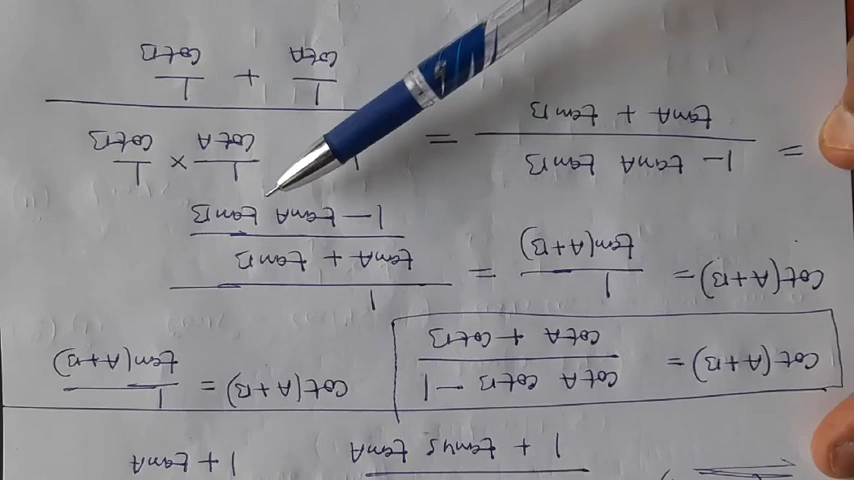 1 + tan45 tanA      1 + tanA
cot(A+B) = (cotA cotB - 1)/(cotA + cotB)      cot(A+B) = 1/tan(A+B)
cot(A+B) = 1/tan(A+B) = 1/((tanA + tanB)/(1 - tanA tanB))
= (1 - tanA tanB)/(tanA + tanB) = (1 1/cotA × 1/cotB)/(1/cotA + 1/cotB)